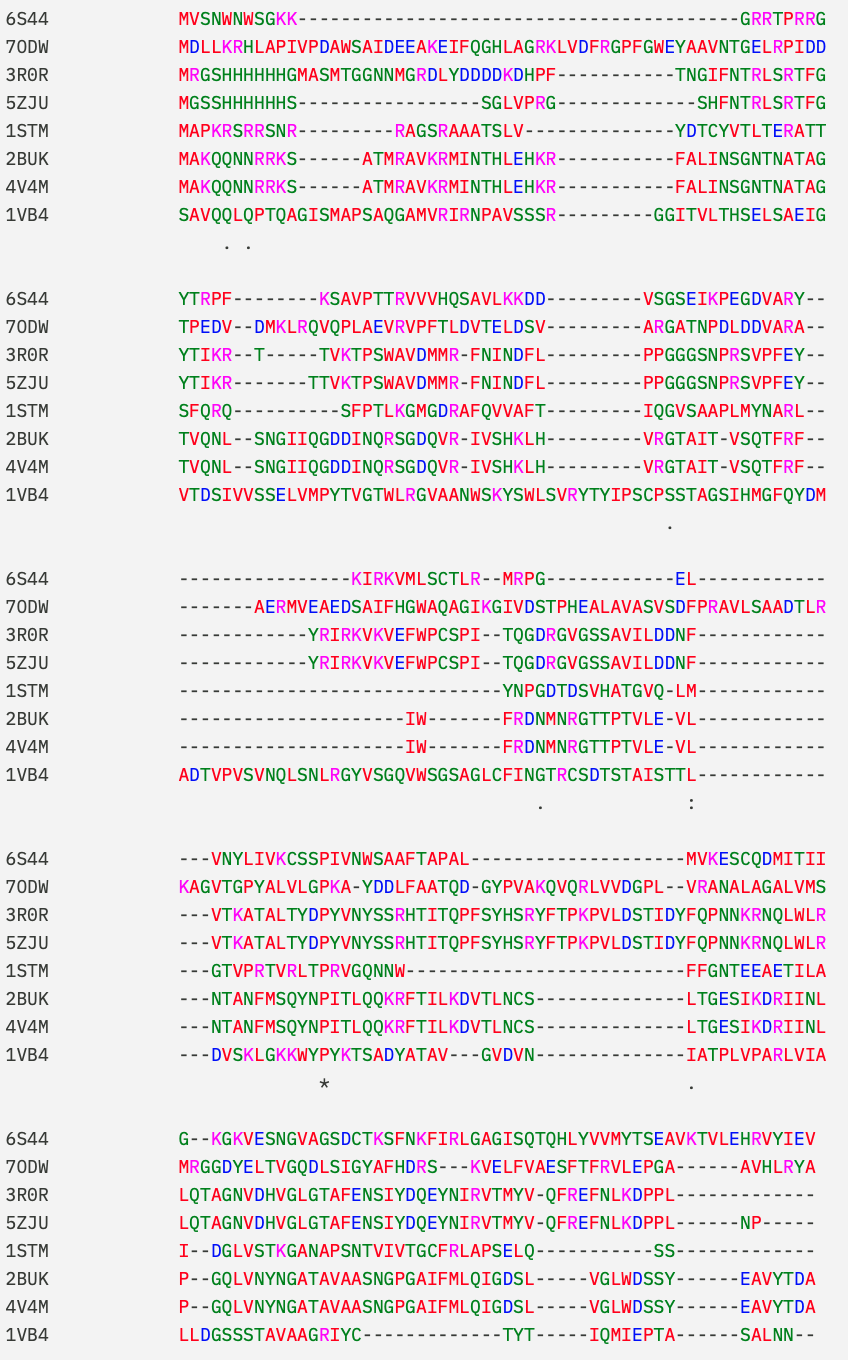 6S44 MVSNWNWSGKK-----------------------------------------GRRTPRRG
7ODW MDLLKRHLAPIVPDAWSAIDEEAKEIFQGHLAGRKLVDFRGPFGWEYAAVNTGELRPIDD
3R0R MRGSHHHHHHGMASMTGGNNMGRDLYDDDDKDHPF-----------TNGIFNTRLSRTFG
5ZJU MGSSHHHHHHS-----------------SGLVPRG-------------SHFNTRLSRTFG
1STM MAPKRSRRSNR---------RAGSRAAATSLV--------------YDTCYVTLTERATT
2BUK MAKQQNNRRKS------ATMRAVKRMINTHLEHKR-----------FALINSGNTNATAG
4V4M MAKQQNNRRKS------ATMRAVKRMINTHLEHKR-----------FALINSGNTNATAG
1VB4 SAVQQLQPTQAGISMAPSAQGAMVRIRNPAVSSSR---------GGITVLTHSELSAEIG
. .
6S44 YTRPF--------KSAVPTTRVVVHQSAVLKKDD---------VSGSEIKPEGDVARY--
7ODW TPEDV--DMKLRQVQPLAEVRVPFTLDVTELDSV---------ARGATNPDLDDVARA--
3R0R YTIKR--T-----TVKTPSWAVDMMR-FNINDFL---------PPGGGSNPRSVPFEY--
5ZJU YTIKR-------TTVKTPSWAVDMMR-FNINDFL---------PPGGGSNPRSVPFEY--
1STM SFQRQ----------SFPTLKGMGDRAFQVVAFT---------IQGVSAAPLMYNARL--
2BUK TVQNL--SNGIIQGDDINQRSGDQVR-IVSHKLH---------VRGTAIT-VSQTFRF--
4V4M TVQNL--SNGIIQGDDINQRSGDQVR-IVSHKLH---------VRGTAIT-VSQTFRF--
1VB4 VTDSIVVSSELVMPYTVGTWLRGVAANWSKYSWLSVRYTYIPSCPSSTAGSIHMGFQYDM
.
6S44 ----------------KIRKVMLSCTLR--MRPG------------EL------------
7ODW -------AERMVEAEDSAIFHGWAQAGIKGIVDSTPHEALAVASVSDFPRAVLSAADTLR
3R0R ------------YRIRKVKVEFWPCSPI--TQGDRGVGSSAVILDDNF------------
5ZJU ------------YRIRKVKVEFWPCSPI--TQGDRGVGSSAVILDDNF------------
1STM ------------------------------YNPGDTDSVHATGVQ-LM------------
2BUK ---------------------IW-------FRDNMNRGTTPTVLE-VL------------
4V4M ---------------------IW-------FRDNMNRGTTPTVLE-VL------------
1VB4 ADTVPVSVNQLSNLRGYVSGQVWSGSAGLCFINGTRCSDTSTAISTTL------------
. :
6S44 ---VNYLIVKCSSPIVNWSAAFTAPAL--------------------MVKESCQDMITII
7ODW KAGVTGPYALVLGPKA-YDDLFAATQD-GYPVAKQVQRLVVDGPL--VRANALAGALVMS
3R0R ---VTKATALTYDPYVNYSSRHTITQPFSYHSRYFTPKPVLDSTIDYFQPNNKRNQLWLR
5ZJU ---VTKATALTYDPYVNYSSRHTITQPFSYHSRYFTPKPVLDSTIDYFQPNNKRNQLWLR
1STM ---GTVPRTVRLTPRVGQNNW--------------------------FFGNTEEAETILA
2BUK ---NTANFMSQYNPITLQQKRFTILKDVTLNCS--------------LTGESIKDRIINL
4V4M ---NTANFMSQYNPITLQQKRFTILKDVTLNCS--------------LTGESIKDRIINL
1VB4 ---DVSKLGKKWYPYKTSADYATAV---GVDVN--------------IATPLVPARLVIA
* .
6S44 G--KGKVESNGVAGSDCTKSFNKFIRLGAGISQTQHLYVVMYTSEAVKTVLEHRVYIEV
7ODW MRGGDYELTVGQDLSIGYAFHDRS---KVELFVAESFTFRVLEPGA------AVHLRYA
3R0R LQTAGNVDHVGLGTAFENSIYDQEYNIRVTMYV-QFREFNLKDPPL-------------
5ZJU LQTAGNVDHVGLGTAFENSIYDQEYNIRVTMYV-QFREFNLKDPPL------NP-----
1STM I--DGLVSTKGANAPSNTVIVTGCFRLAPSELQ-----------SS-------------
2BUK P--GQLVNYNGATAVAASNGPGAIFMLQIGDSL-----VGLWDSSY------EAVYTDA
4V4M P--GQLVNYNGATAVAASNGPGAIFMLQIGDSL-----VGLWDSSY------EAVYTDA
1VB4 LLDGSSSTAVAAGRIYC-------------TYT-----IQMIEPTA------SALNN--